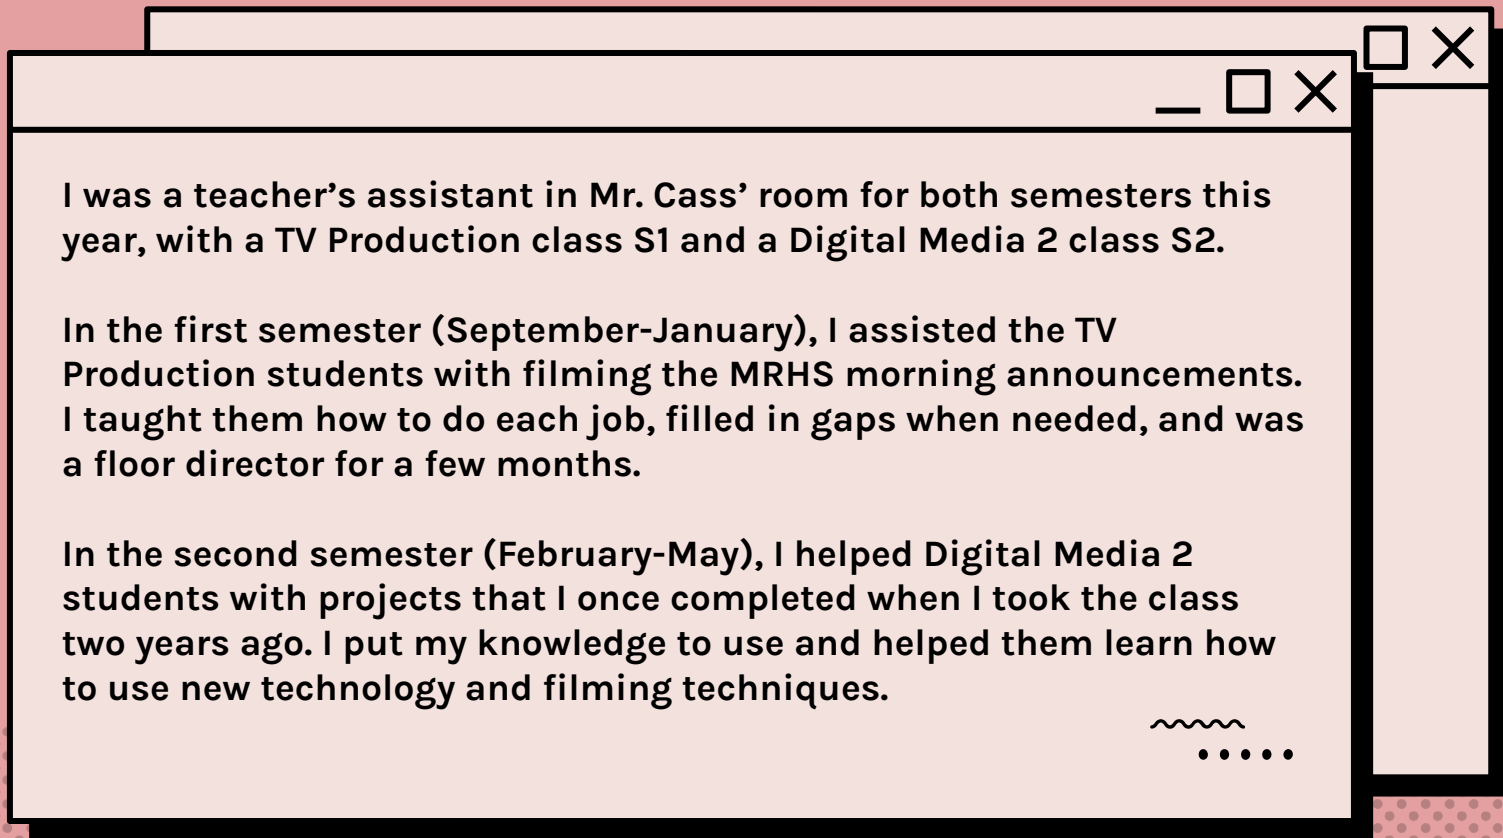 I was a teacher’s assistant in Mr. Cass’ room for both semesters this
year, with a TV Production class S1 and a Digital Media 2 class S2.
In the first semester (September-January), I assisted the TV
Production students with filming the MRHS morning announcements.
I taught them how to do each job, filled in gaps when needed, and was
a floor director for a few months.
In the second semester (February-May), I helped Digital Media 2
students with projects that I once completed when I took the class
two years ago. I put my knowledge to use and helped them learn how
to use new technology and filming techniques.